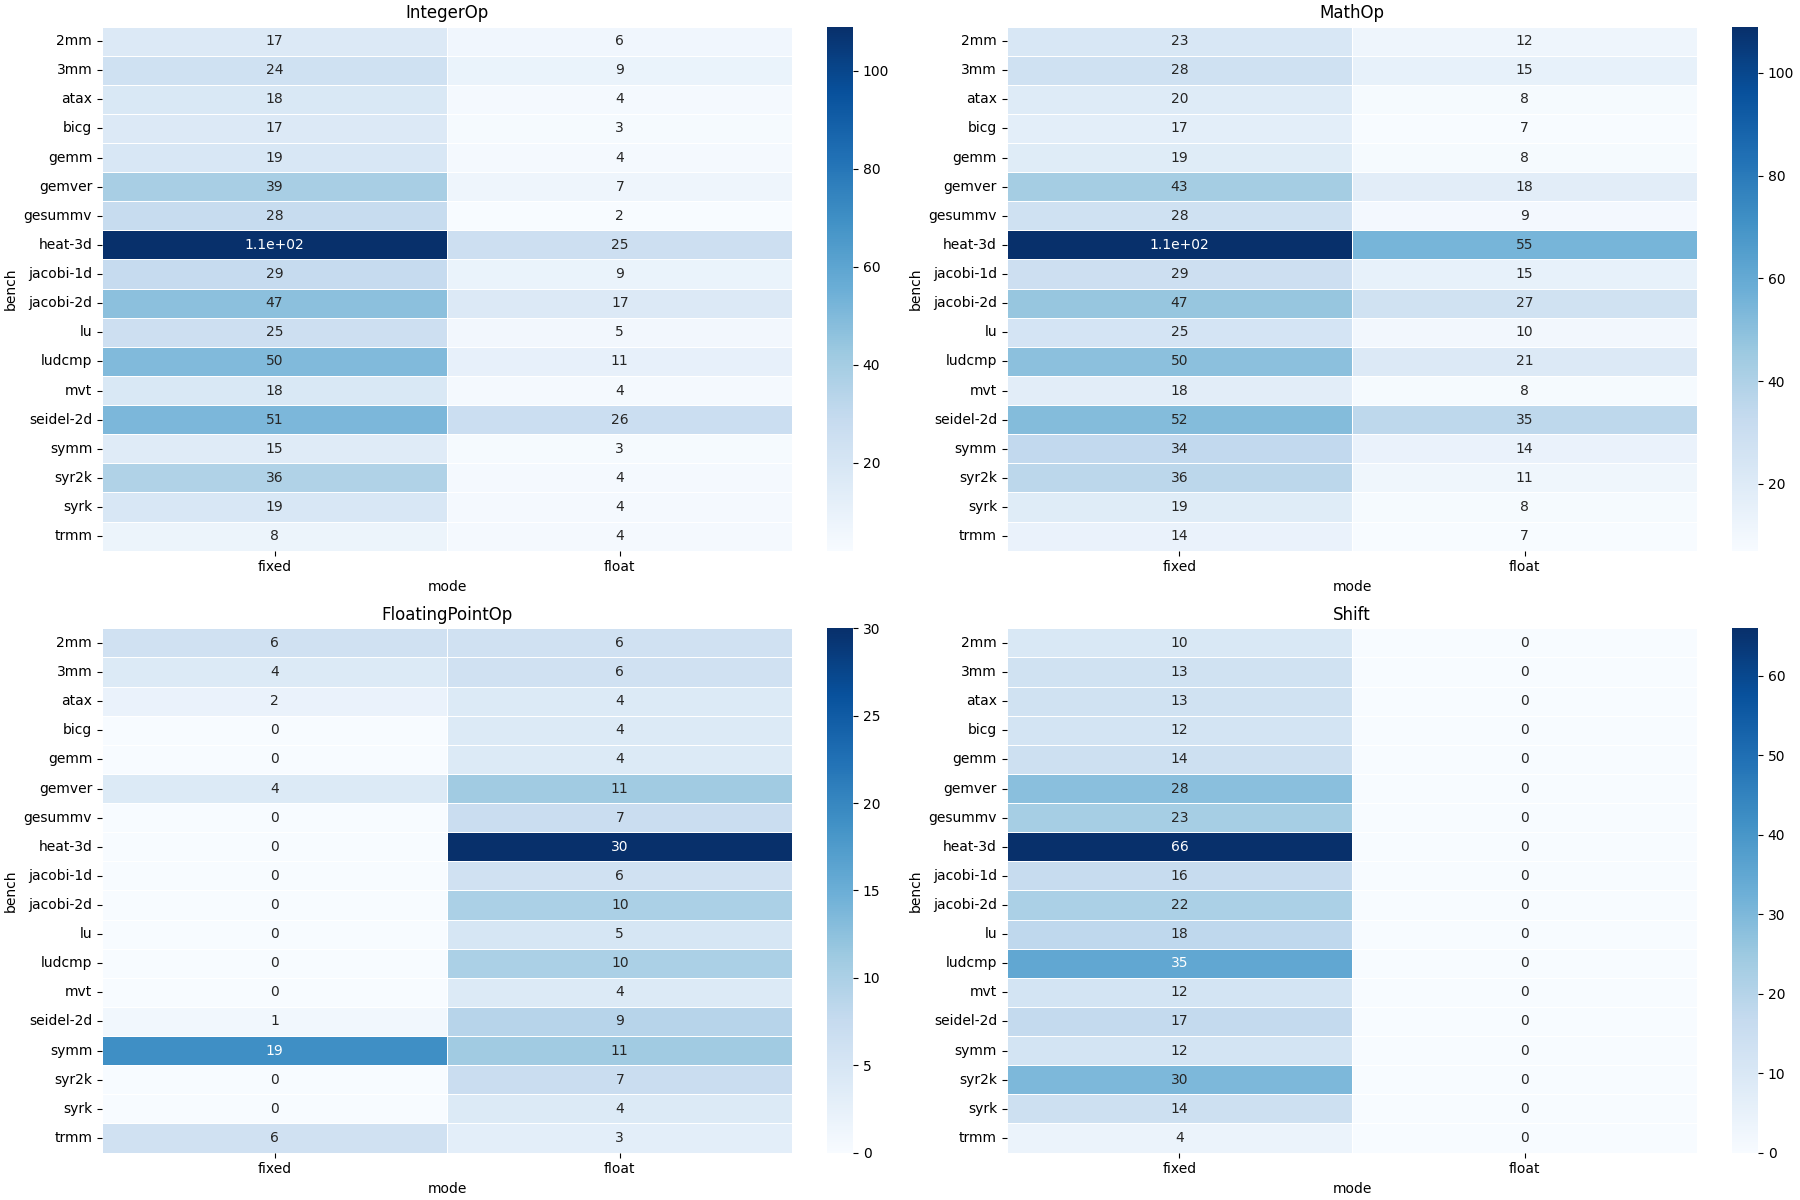 IntegerOp
bench
2mm 17 6
3mm 24 9
atax 18 4
bicg 17 3
gemm 19 4
gemver 39 7
gesummv 28 2
heat-3d 1.1e+02 25
jacobi-1d 29 9
jacobi-2d 47 17
lu 25 5
ludcmp 50 11
mvt 18 4
seidel-2d 51 26
symm 15 3
syr2k 36 4
syrk 19 4
trmm 8 4
fixed float
mode
100
80
60
40
20
MathOp
bench
2mm 23 12
3mm 28 15
atax 20 8
bicg 17 7
gemm 19 8
gemver 43 18
gesummv 28 9
heat-3d 1.1e+02 55
jacobi-1d 29 15
jacobi-2d 47 27
lu 25 10
ludcmp 50 21
mvt 18 8
seidel-2d 52 35
symm 34 14
syr2k 36 11
syrk 19 8
trmm 14 7
fixed float
mode
100
80
60
40
20
FloatingPointOp
bench
2mm 6 6
3mm 4 6
atax 2 4
bicg 0 4
gemm 0 4
gemver 4 11
gesummv 0 7
heat-3d 0 30
jacobi-1d 0 6
jacobi-2d 0 10
lu 0 5
ludcmp 0 10
mvt 0 4
seidel-2d 1 9
symm 19 11
syr2k 0 7
syrk 0 4
trmm 6 3
fixed float
mode
30
25
20
15
10
5
0
Shift
bench
2mm 10 0
3mm 13 0
atax 13 0
bicg 12 0
gemm 14 0
gemver 28 0
gesummv 23 0
heat-3d 66 0
jacobi-1d 16 0
jacobi-2d 22 0
lu 18 0
ludcmp 35 0
mvt 12 0
seidel-2d 17 0
symm 12 0
syr2k 30 0
syrk 14 0
trmm 4 0
fixed float
mode
60
50
40
30
20
10
0